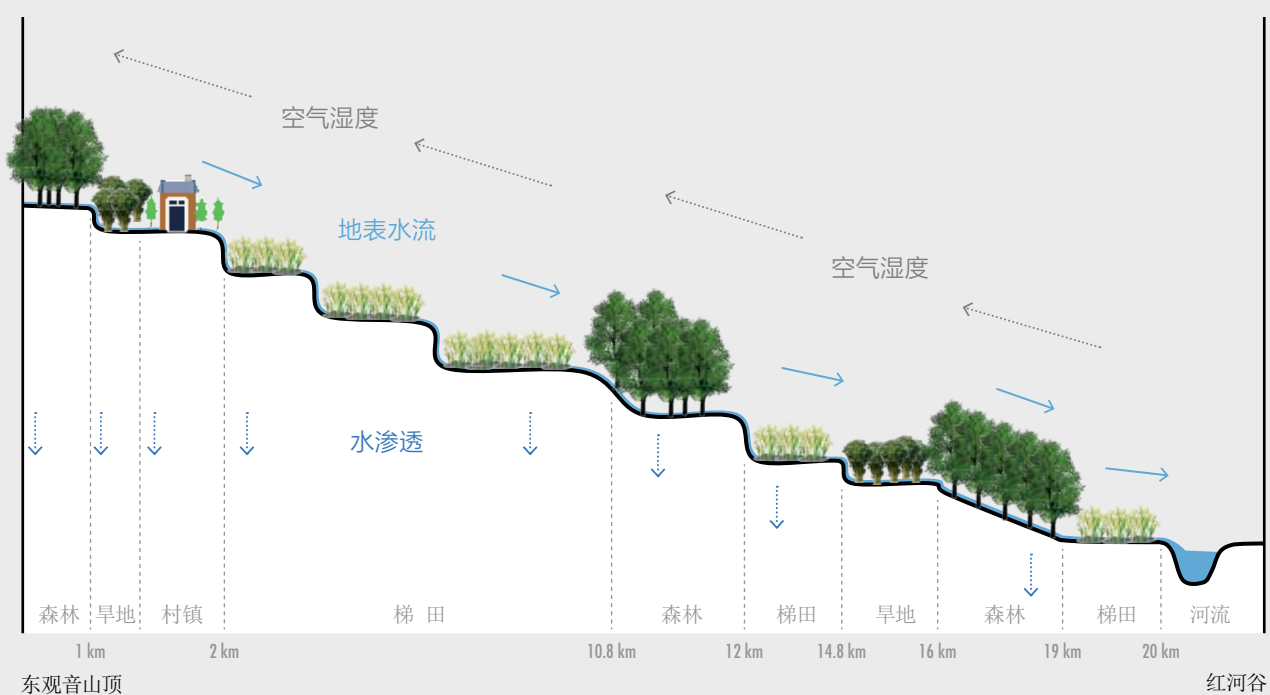 空气湿度
地表水流
空气湿度
水渗透
森林 旱地 村镇 梯 田 森林 梯田 旱地 森林 梯田 河流
1 km 2 km 10.8 km 12 km 14.8 km 16 km 19 km 20 km
东观音山顶 红河谷